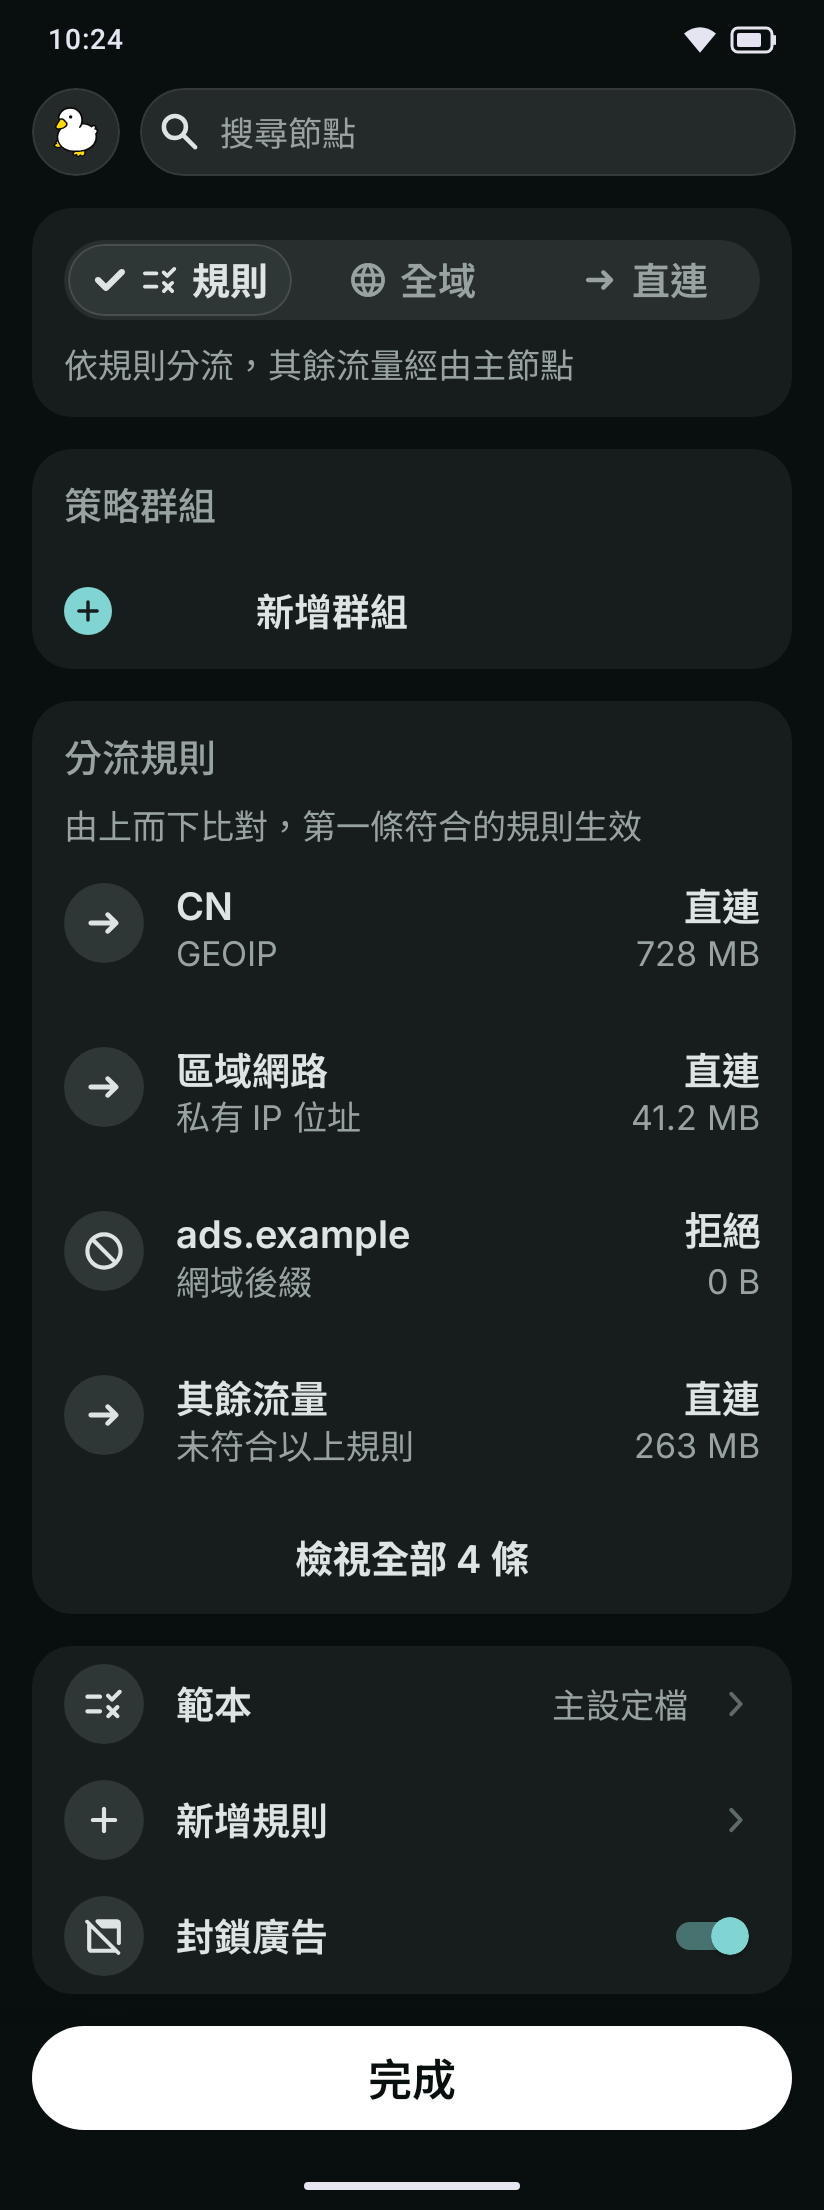 10:24
搜尋節點
規則
全域
直連
依規則分流，其餘流量經由主節點
策略群組
新增群組
分流規則
由上而下比對，第一條符合的規則生效
CN
直連
GEOIP
728 MB
區域網路
直連
私有 IP 位址
41.2 MB
ads.example
拒絕
網域後綴
0 B
其餘流量
直連
未符合以上規則
263 MB
檢視全部 4 條
範本
主設定檔
新增規則
封鎖廣告
完成